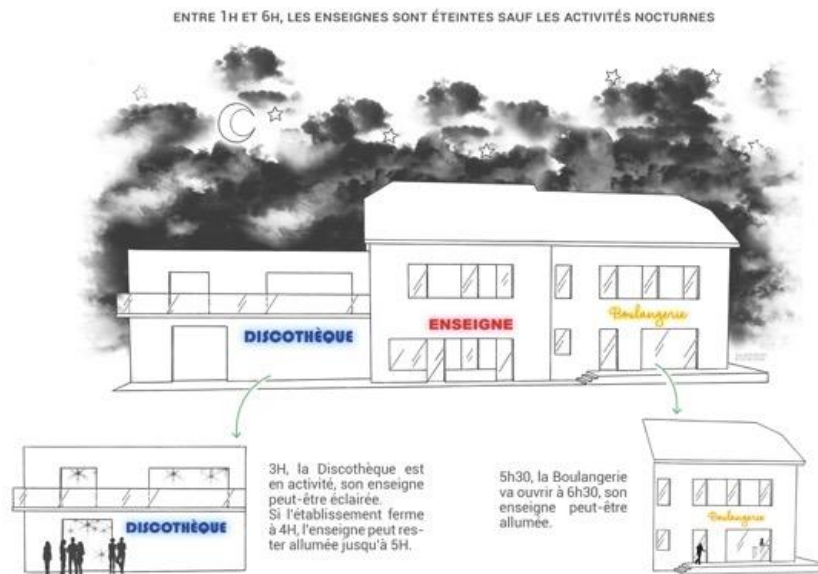 ENTRE 1H ET 6H, LES ENSEIGNES SONT ÉTEINTES SAUF LES ACTIVITÉS NOCTURNES
DISCOTHÈQUE
ENSEIGNE
Boulangerie
DISCOTHÈQUE
3H, la Discothèque est
en activité, son enseigne
peut-être éclairée.
Si l'établissement ferme
à 4H, l'enseigne peut res-
ter allumée jusqu'à 5H.
5h30, la Boulangerie
va ouvrir à 6h30, son
enseigne peut-être
allumée.
Boulangerie